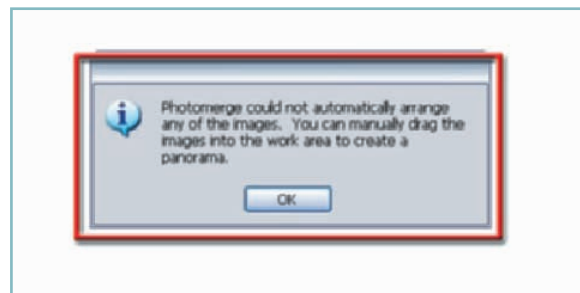 Photomerge could not automatically arrange
any of the images. You can manually drag the
images into the work area to create a
panorama.
OK